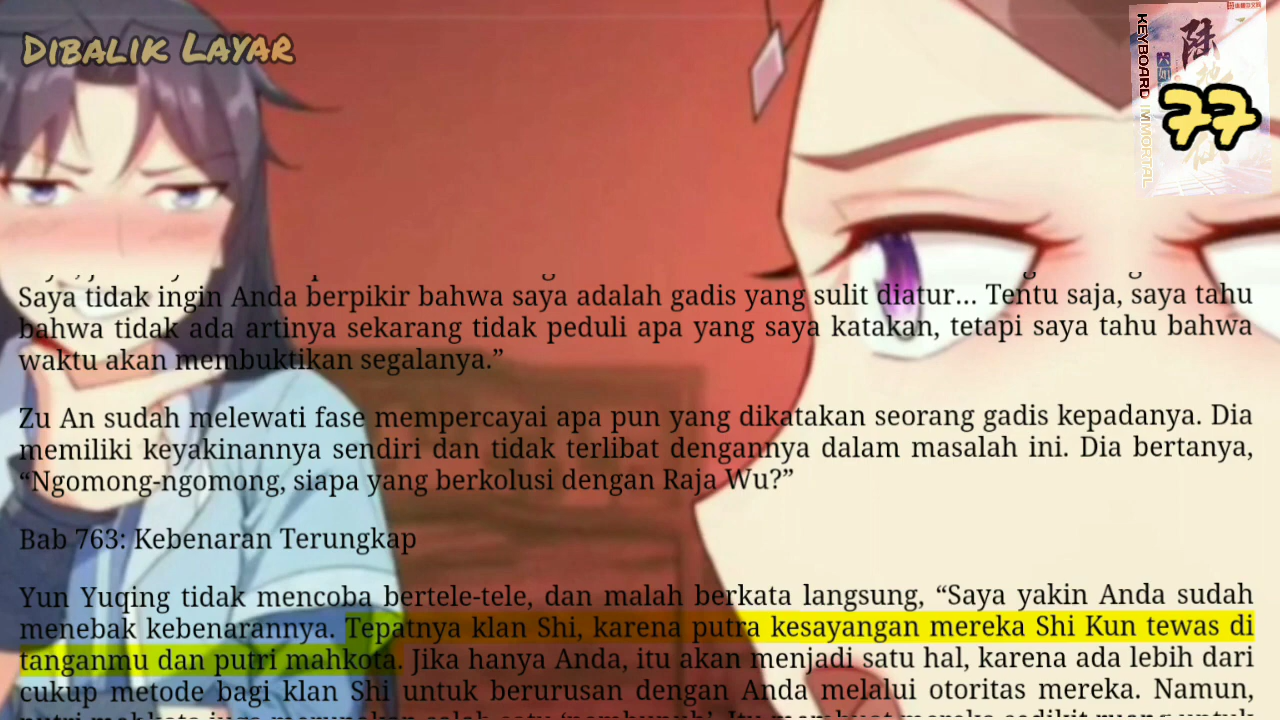 DIBALIK LAYAR
KEYBOARD IMMORTAL
77
Saya tidak ingin Anda berpikir bahwa saya adalah gadis yang sulit diatur... Tentu saja, saya tahu
bahwa tidak ada artinya sekarang tidak peduli apa yang saya katakan, tetapi saya tahu bahwa
waktu akan membuktikan segalanya.”
Zu An sudah melewati fase mempercayai apa pun yang dikatakan seorang gadis kepadanya. Dia
memiliki keyakinannya sendiri dan tidak terlibat dengannya dalam masalah ini. Dia bertanya,
“Ngomong-ngomong, siapa yang berkolusi dengan Raja Wu?”
Bab 763: Kebenaran Terungkap
Yun Yuqing tidak mencoba bertele-tele, dan malah berkata langsung, “Saya yakin Anda sudah
menebak kebenarannya. Tepatnya klan Shi, karena putra kesayangan mereka Shi Kun tewas di
tanganmu dan putri mahkota. Jika hanya Anda, itu akan menjadi satu hal, karena ada lebih dari
cukup metode bagi klan Shi untuk berurusan dengan Anda melalui otoritas mereka. Namun,